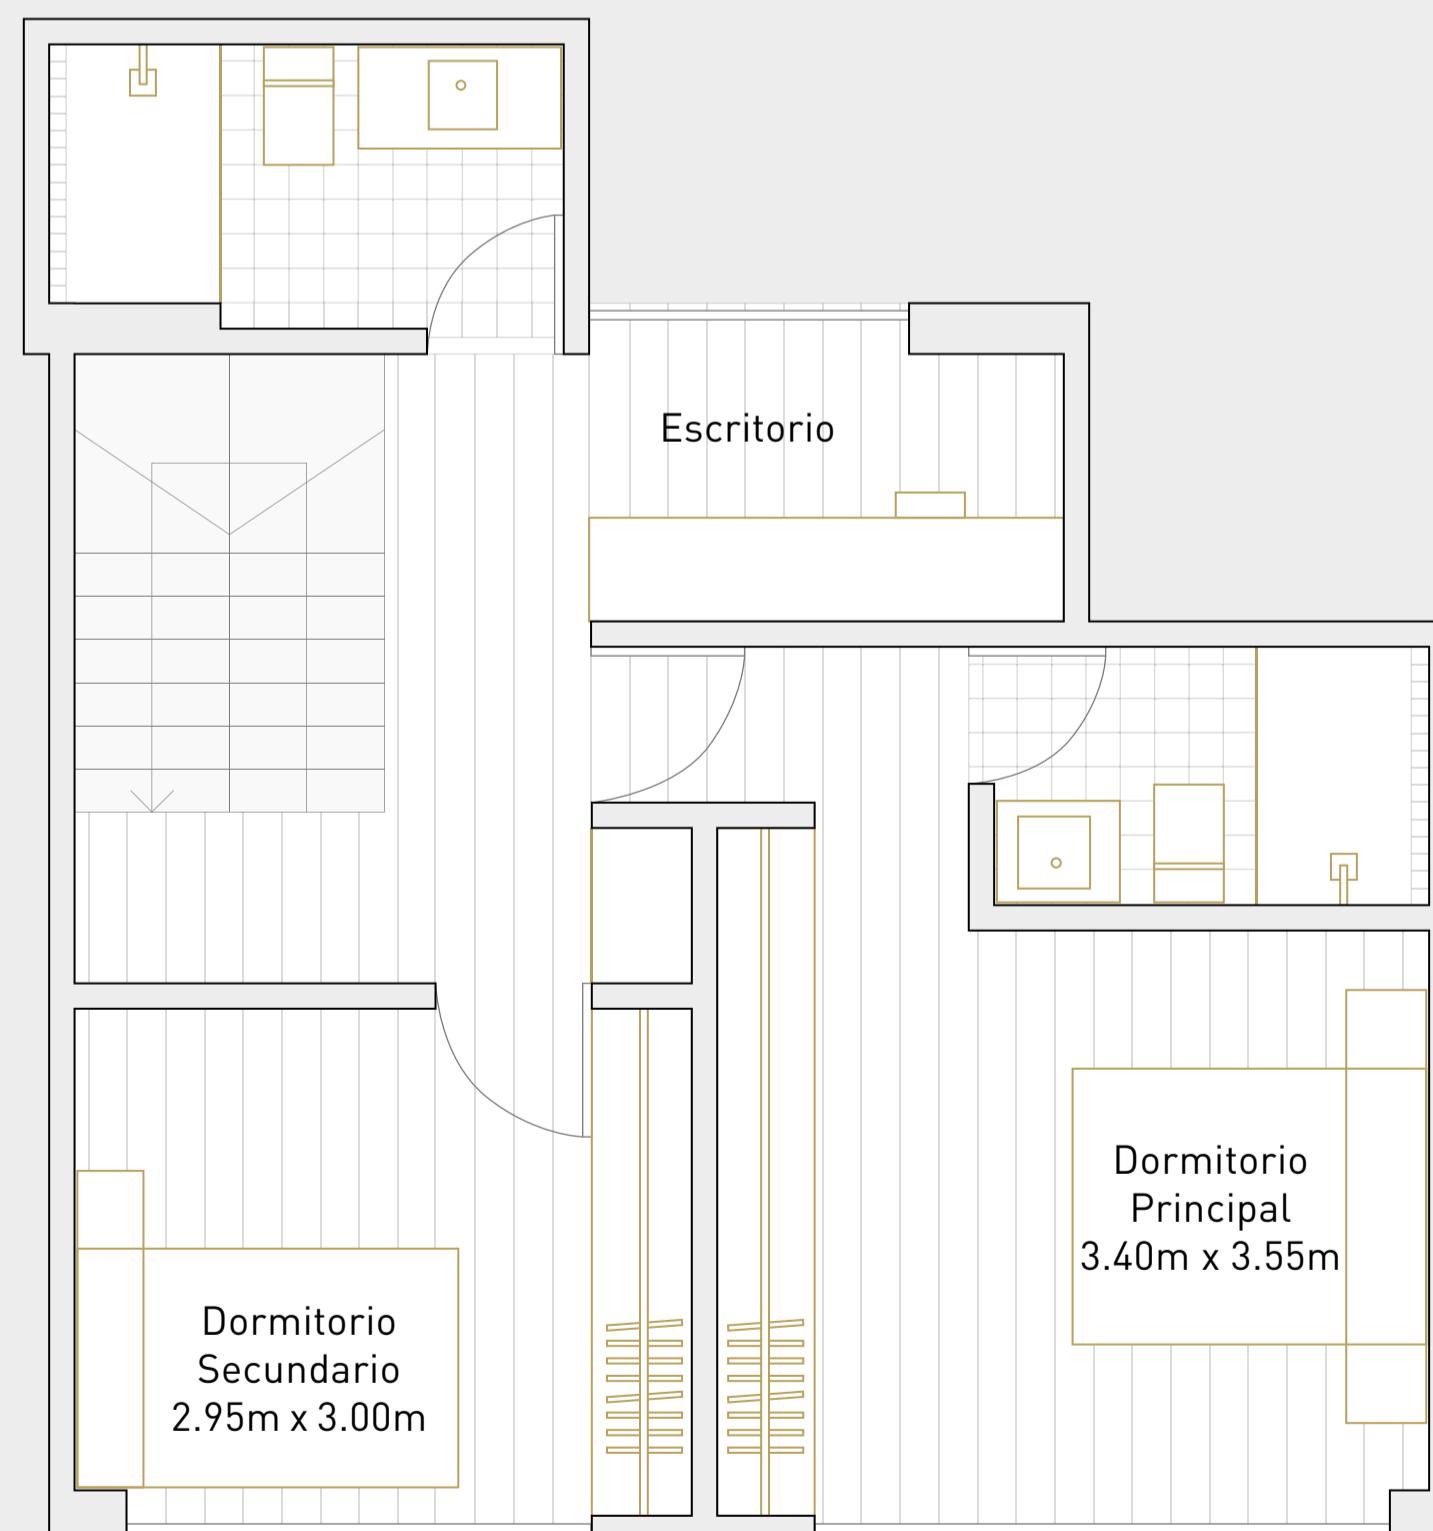 Escritorio
Dormitorio
Principal
3.40m x 3.55m
Dormitorio
Secundario
2.95m x 3.00m